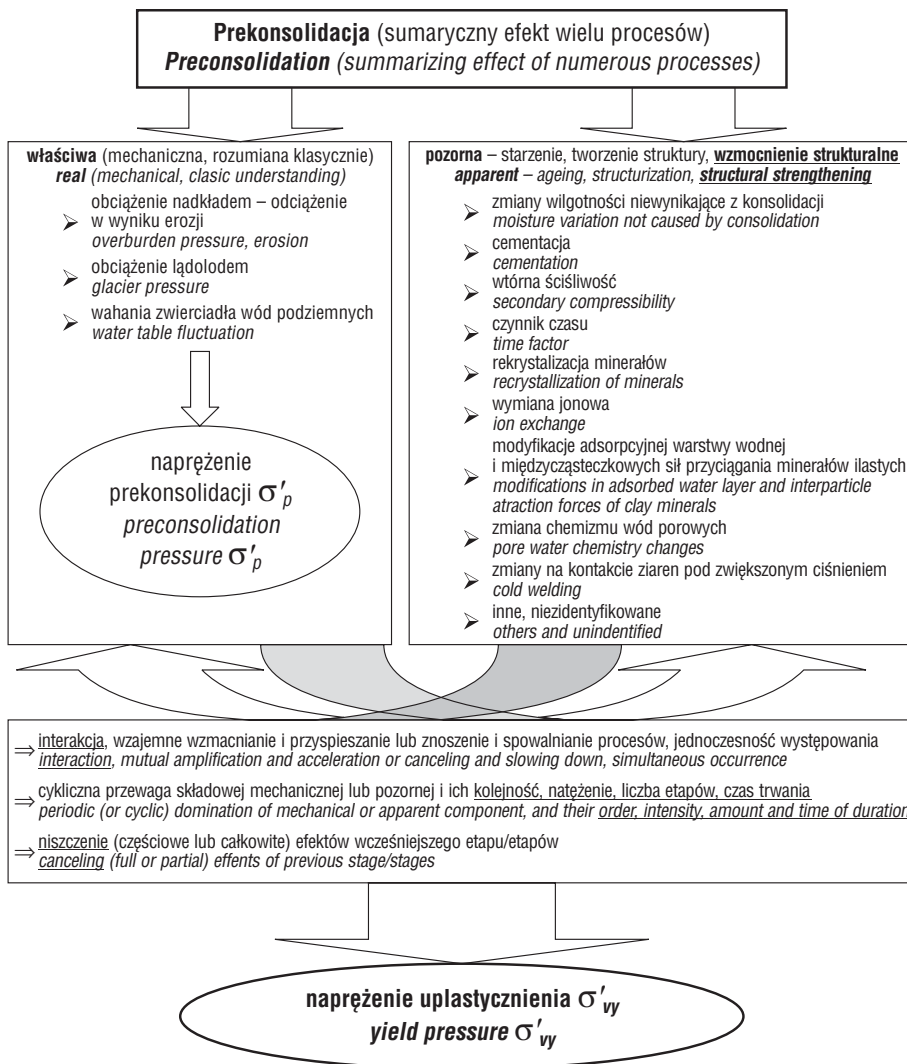 Prekonsolidacja (sumaryczny efekt wielu procesów)
Preconsolidation (summarizing effect of numerous processes)
właściwa (mechaniczna, rozumiana klasycznie)
real (mechanical, clasic understanding)
➢ obciążenie nadkładem – odciążenie
w wyniku erozji
overburden pressure, erosion
➢ obciążenie lądolodem
glacier pressure
➢ wahania zwierciadła wód podziemnych
water table fluctuation
naprężenie
prekonsolidacji σ′p
preconsolidation
pressure σ′p
pozorna – starzenie, tworzenie struktury, wzmocnienie strukturalne
apparent – ageing, structurization, structural strengthening
➢ zmiany wilgotności niewynikające z konsolidacji
moisture variation not caused by consolidation
➢ cementacja
cementation
➢ wtórna ściśliwość
secondary compressibility
➢ czynnik czasu
time factor
➢ rekrystalizacja minerałów
recrystallization of minerals
➢ wymiana jonowa
ion exchange
➢ modyfikacje adsorpcyjnej warstwy wodnej
i międzycząsteczkowych sił przyciągania minerałów ilastych
modifications in adsorbed water layer and interparticle
atraction forces of clay minerals
➢ zmiana chemizmu wód porowych
pore water chemistry changes
➢ zmiany na kontakcie ziaren pod zwiększonym ciśnieniem
cold welding
➢ inne, niezidentyfikowane
others and unidentified
⇒ interakcja, wzajemne wzmacnianie i przyspieszanie lub znoszenie i spowalnianie procesów, jednoczesność występowania
interaction, mutual amplification and acceleration or canceling and slowing down, simultaneous occurrence
⇒ cykliczna przewaga składowej mechanicznej lub pozornej i ich kolejność, natężenie, liczba etapów, czas trwania
periodic (or cyclic) domination of mechanical or apparent component, and their order, intensity, amount and time of duration
⇒ niszczenie (częściowe lub całkowite) efektów wcześniejszego etapu/etapów
canceling (full or partial) effents of previous stage/stages
naprężenie uplastycznienia σ′vy
yield pressure σ′vy